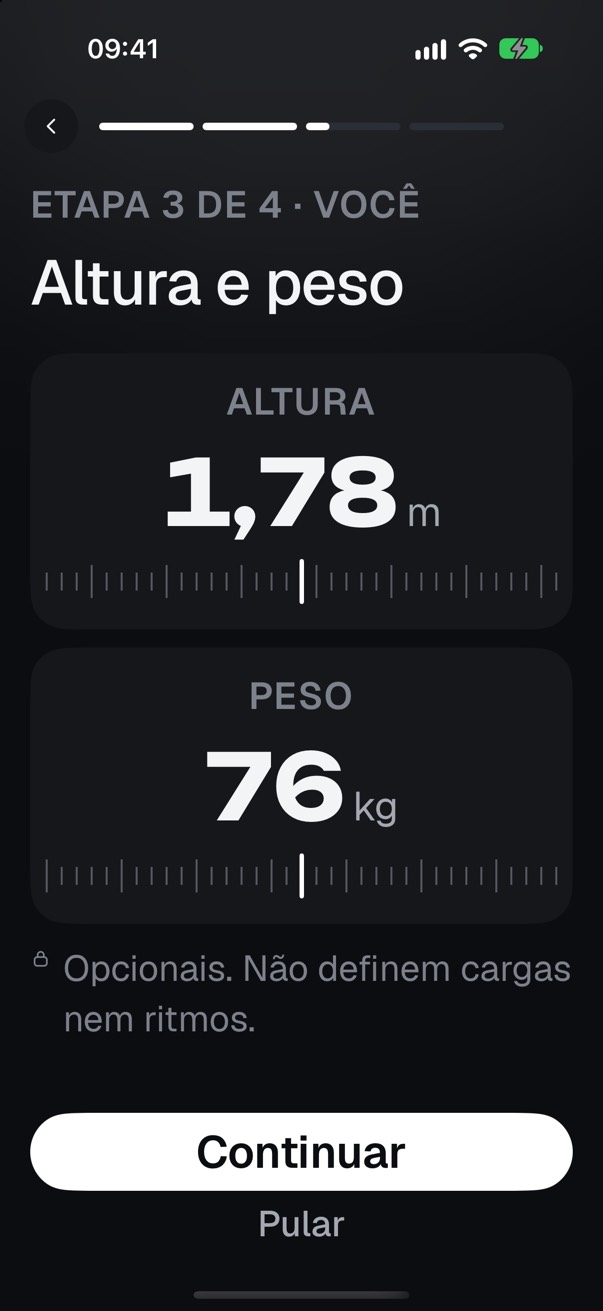 09:41
ETAPA 3 DE 4 · VOCÊ
Altura e peso
ALTURA
1,78 m
PESO
76 kg
Opcionais. Não definem cargas
nem ritmos.
Continuar
Pular